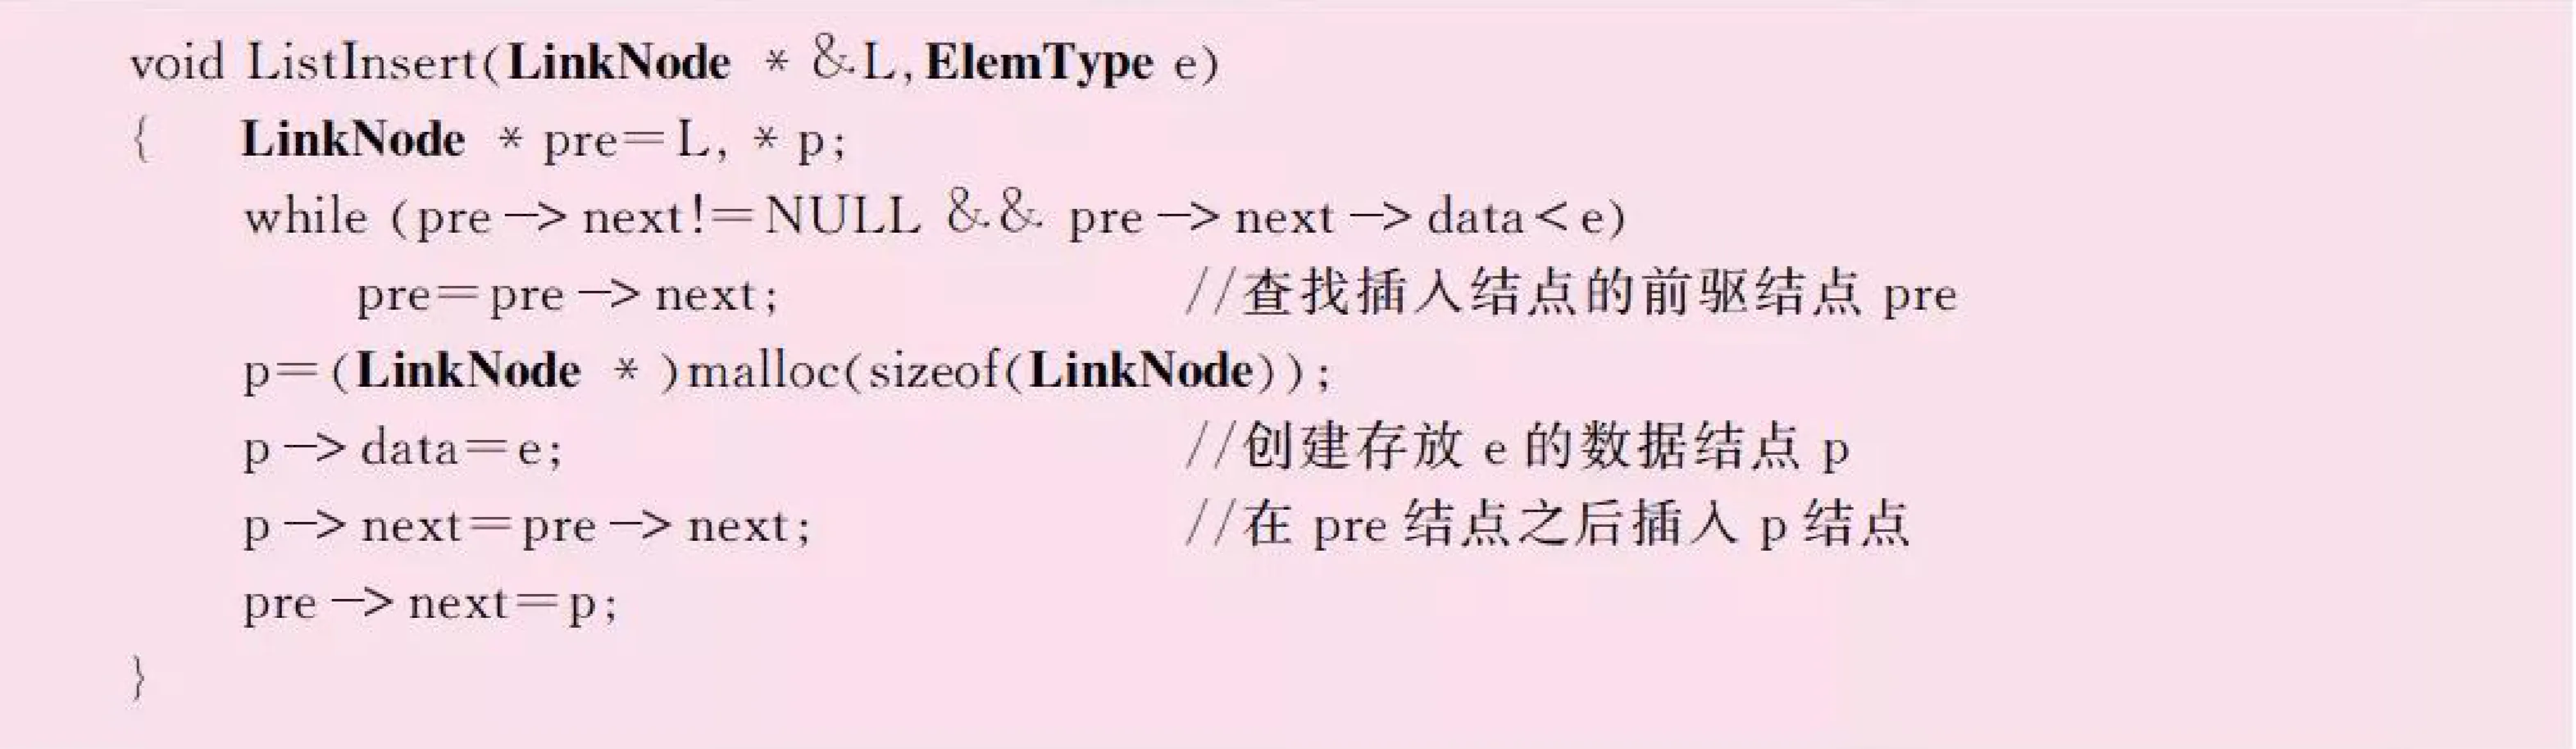 void ListInsert(LinkNode * &L,ElemType e)
{ LinkNode * pre=L, * p;
while (pre->next!=NULL && pre->next->data<e)
pre=pre->next; //查找插入结点的前驱结点 pre
p=(LinkNode * )malloc(sizeof(LinkNode));
p->data=e; //创建存放 e 的数据结点 p
p->next=pre->next; //在 pre 结点之后插入 p 结点
pre->next=p;
}